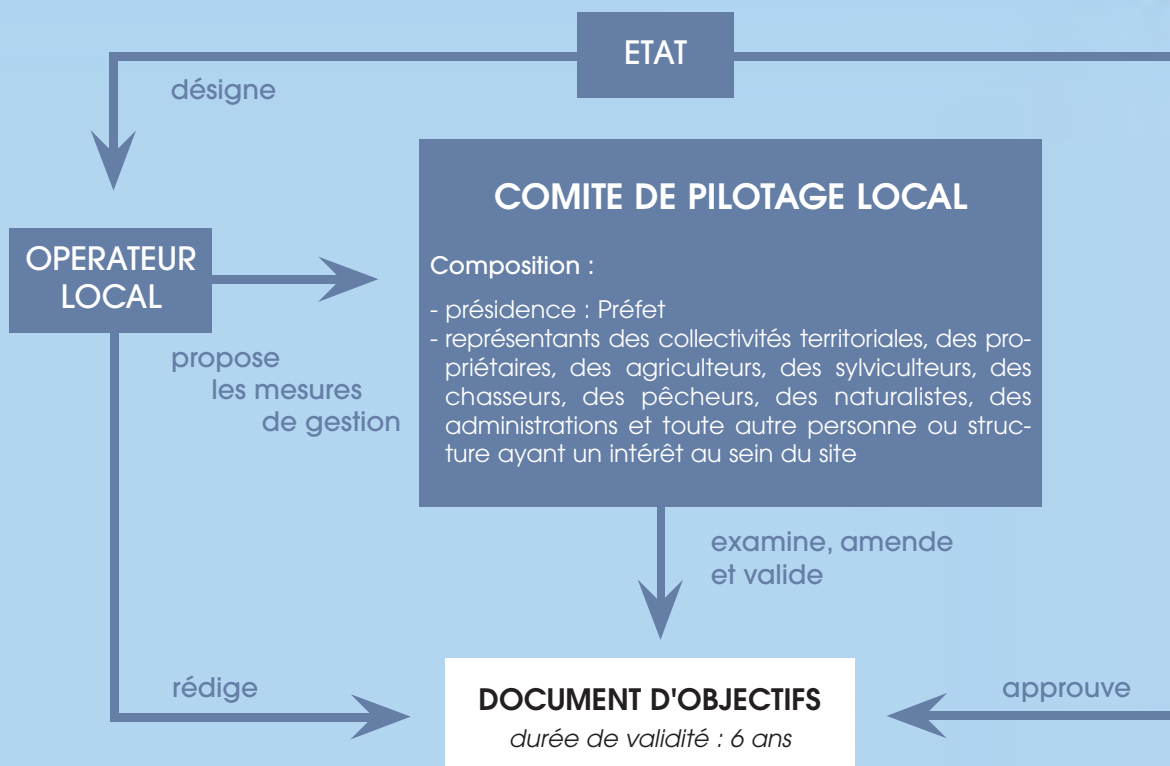 ETAT
désigne
COMITE DE PILOTAGE LOCAL
OPERATEUR
LOCAL
Composition :
- présidence : Préfet
- représentants des collectivités territoriales, des pro-
priétaires, des agriculteurs, des sylviculteurs, des
chasseurs, des pêcheurs, des naturalistes, des
administrations et toute autre personne ou struc-
ture ayant un intérêt au sein du site
propose
les mesures
de gestion
examine, amende
et valide
rédige
DOCUMENT D'OBJECTIFS
durée de validité : 6 ans
approuve